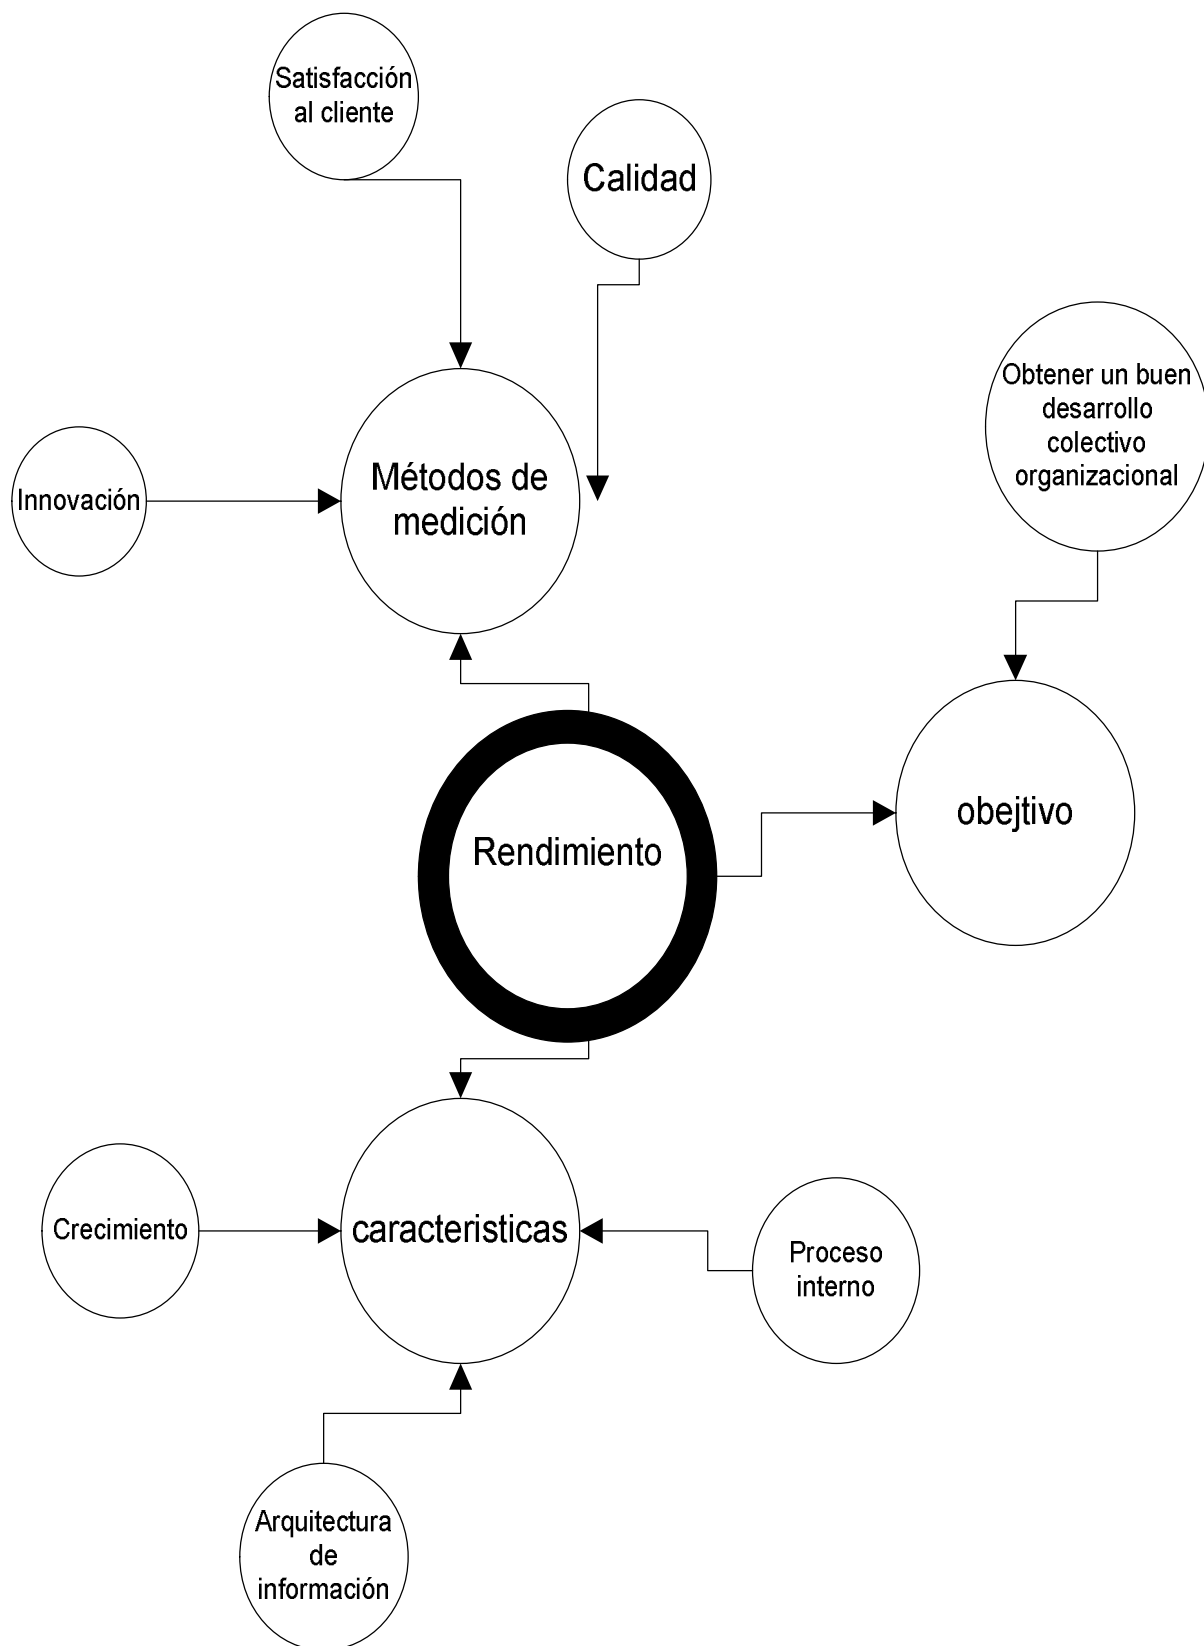 Satisfacción
al cliente
Calidad
Obtener un buen
desarrollo
colectivo
organizacional
Innovación
Métodos de
medición
obejtivo
Rendimiento
Crecimiento
caracteristicas
Proceso
interno
Arquitectura
de
información